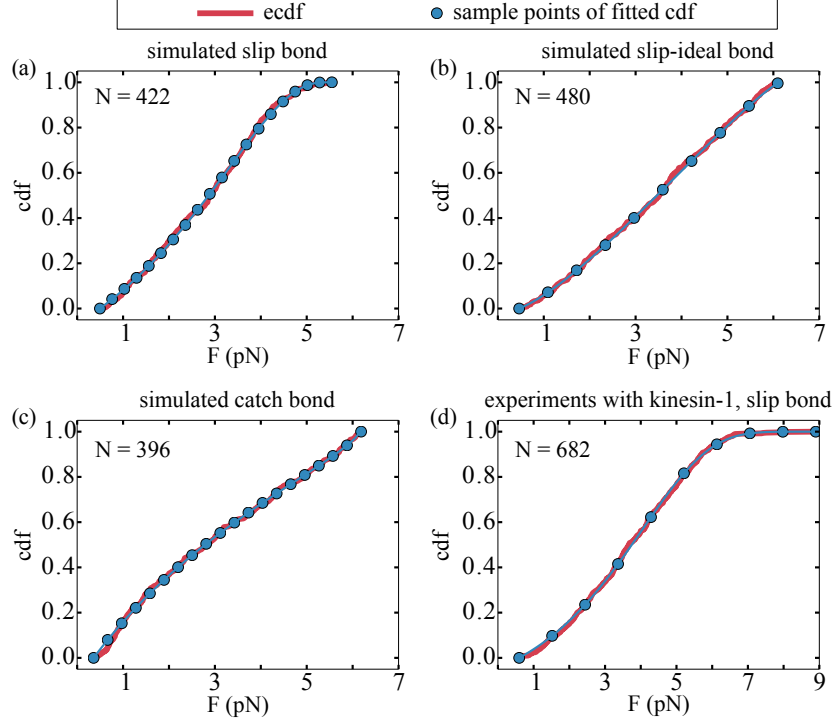 ecdf sample points of fitted cdf
simulated slip bond
(a)
N = 422
cdf
1.0
0.8
0.6
0.4
0.2
0.0
1 3 5 7
F (pN)
simulated slip-ideal bond
(b)
N = 480
cdf
1.0
0.8
0.6
0.4
0.2
0.0
1 3 5 7
F (pN)
simulated catch bond
(c)
N = 396
cdf
1.0
0.8
0.6
0.4
0.2
0.0
1 3 5 7
F (pN)
experiments with kinesin-1, slip bond
(d)
N = 682
cdf
1.0
0.8
0.6
0.4
0.2
0.0
1 3 5 7 9
F (pN)